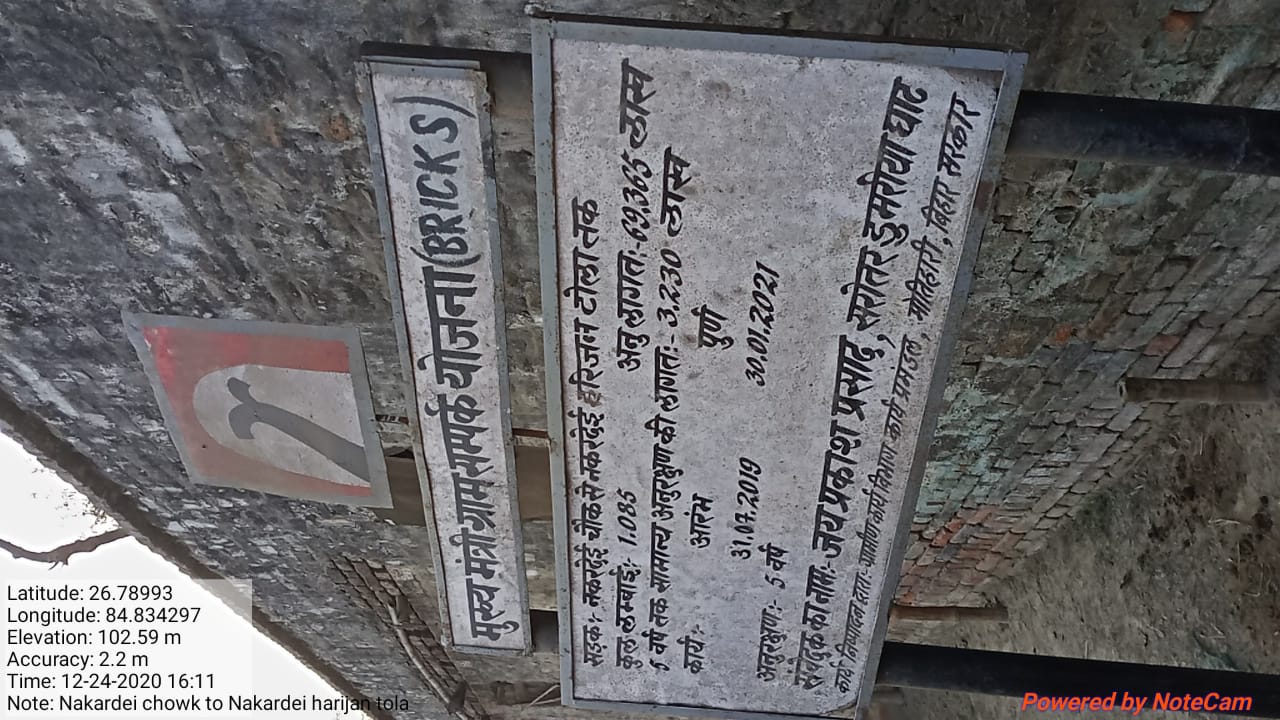 मुख्य मंत्री ग्राम सम्पर्क योजना (BRICKS)
सड़क:- नकरदेई चौक से नकरदेई हरिजन टोला तक
कुल लम्बाई:- 1.085 अनु लागत:- 69.365 लाख
5 वर्ष तक सामान्य अनुरक्षण की लागत:- 3.230 लाख
कार्य:- आरंभ पुर्ण
31.07.2019 30.01.2021
अनुरक्षण:- 5 वर्ष
संवेदक का नाम:- जय प्रकाश प्रसाद, सरोतर डुमरीया घाट
कार्य निष्पादन द्वारा:- ग्रामीण कार्य विभाग कार्य प्रमंडल, मोतिहारी, बिहार सरकार
Latitude: 26.78993
Longitude: 84.834297
Elevation: 102.59 m
Accuracy: 2.2 m
Time: 12-24-2020 16:11
Note: Nakardei chowk to Nakardei harijan tola
Powered by NoteCam